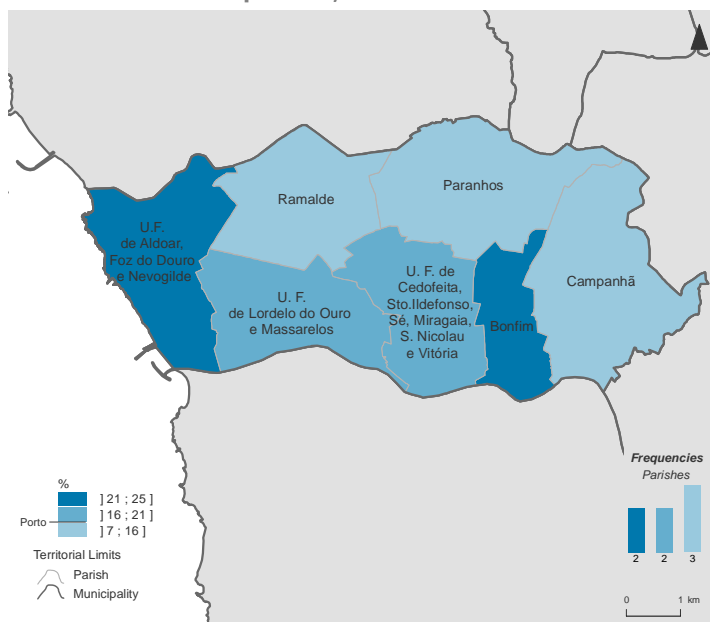 Paranhos
Ramalde
U.F.
de Aldoar,
Foz do Douro
e Nevogilde
U. F. de
Cedofeita,
Sto.Ildefonso,
Sé, Miragaia,
S. Nicolau
e Vitória
Campanhã
U. F.
de Lordelo do Ouro
e Massarelos
Bonfim
%
] 21 ; 25 ]
] 16 ; 21 ]
] 7 ; 16 ]
Porto
Territorial Limits
Parish
Municipality
Frequencies
Parishes
2 2 3
0 1 km